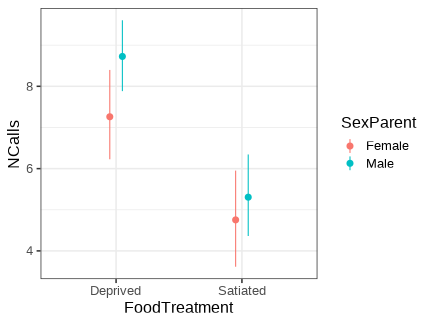 NCalls
8
6
4
Deprived
Satiated
FoodTreatment
SexParent
Female
Male